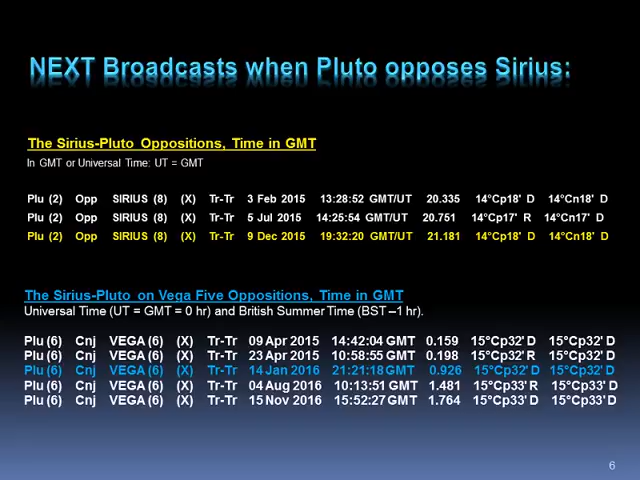 NEXT Broadcasts when Pluto opposes Sirius:
The Sirius-Pluto Oppositions, Time in GMT
In GMT or Universal Time: UT = GMT
Plu (2) Opp SIRIUS (8) (X) Tr-Tr 3 Feb 2015 13:28:52 GMT/UT 20.335 14°Cp18' D 14°Cn18' D
Plu (2) Opp SIRIUS (8) (X) Tr-Tr 5 Jul 2015 14:25:54 GMT/UT 20.751 14°Cp17' R 14°Cn17' D
Plu (2) Opp SIRIUS (8) (X) Tr-Tr 9 Dec 2015 19:32:20 GMT/UT 21.181 14°Cp18' D 14°Cn18' D
The Sirius-Pluto on Vega Five Oppositions, Time in GMT
Universal Time (UT = GMT = 0 hr) and British Summer Time (BST –1 hr).
Plu (6) Cnj VEGA (6) (X) Tr-Tr 09 Apr 2015 14:42:04 GMT 0.159 15°Cp32' D 15°Cp32' D
Plu (6) Cnj VEGA (6) (X) Tr-Tr 23 Apr 2015 10:58:55 GMT 0.198 15°Cp32' R 15°Cp32' D
Plu (6) Cnj VEGA (6) (X) Tr-Tr 14 Jan 2016 21:21:18 GMT 0.926 15°Cp32' D 15°Cp32' D
Plu (6) Cnj VEGA (6) (X) Tr-Tr 04 Aug 2016 10:13:51 GMT 1.481 15°Cp33' R 15°Cp33' D
Plu (6) Cnj VEGA (6) (X) Tr-Tr 15 Nov 2016 15:52:27 GMT 1.764 15°Cp33' D 15°Cp33' D
6